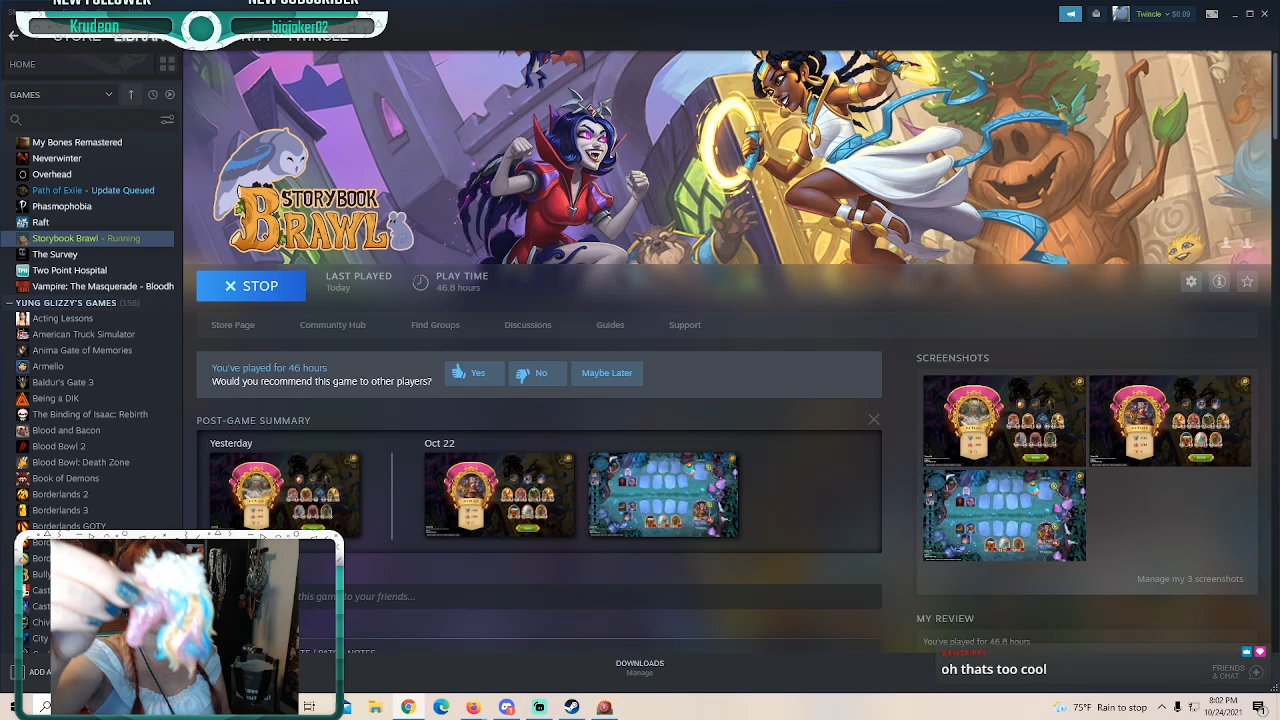 NEW FOLLOWER
NEW SUBSCRIBER
Krudeon
bigjoker02
Twincle
$0.09
HOME
GAMES
My Bones Remastered
Neverwinter
Overhead
Path of Exile - Update Queued
Phasmophobia
Raft
Storybook Brawl - Running
The Survey
Two Point Hospital
Vampire: The Masquerade - Bloodh
YUNG GLIZZY'S GAMES (158)
Acting Lessons
American Truck Simulator
Anima Gate of Memories
Armello
Baldur's Gate 3
Being a DIK
The Binding of Isaac: Rebirth
Blood and Bacon
Blood Bowl 2
Blood Bowl: Death Zone
Book of Demons
Borderlands 2
Borderlands 3
Borderlands GOTY
STORYBOOK
BRAWL
STOP
LAST PLAYED
Today
PLAY TIME
46.8 hours
Store Page
Community Hub
Find Groups
Discussions
Guides
Support
You've played for 46 hours
Would you recommend this game to other players?
Yes
No
Maybe Later
POST-GAME SUMMARY
Yesterday
Oct 22
this game to your friends...
SCREENSHOTS
Manage my 3 screenshots
MY REVIEW
You've played for 46.8 hours
oh thats too cool
FRIENDS
& CHAT
ADD A
DOWNLOADS
Manage
75°F Rain to stop
8:02 PM
10/24/2021